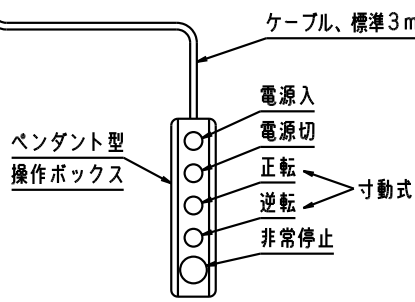 ケーブル、標準3m
電源入
電源切
ペンダント型
操作ボックス
正転
逆転
寸動式
非常停止